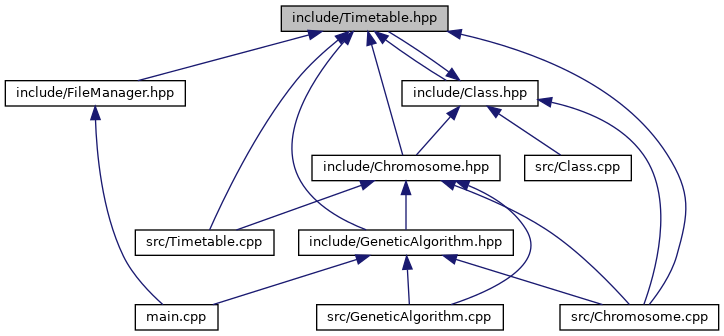 include/Timetable.hpp
include/FileManager.hpp
include/Class.hpp
include/Chromosome.hpp
src/Class.cpp
src/Timetable.cpp
include/GeneticAlgorithm.hpp
main.cpp
src/GeneticAlgorithm.cpp
src/Chromosome.cpp